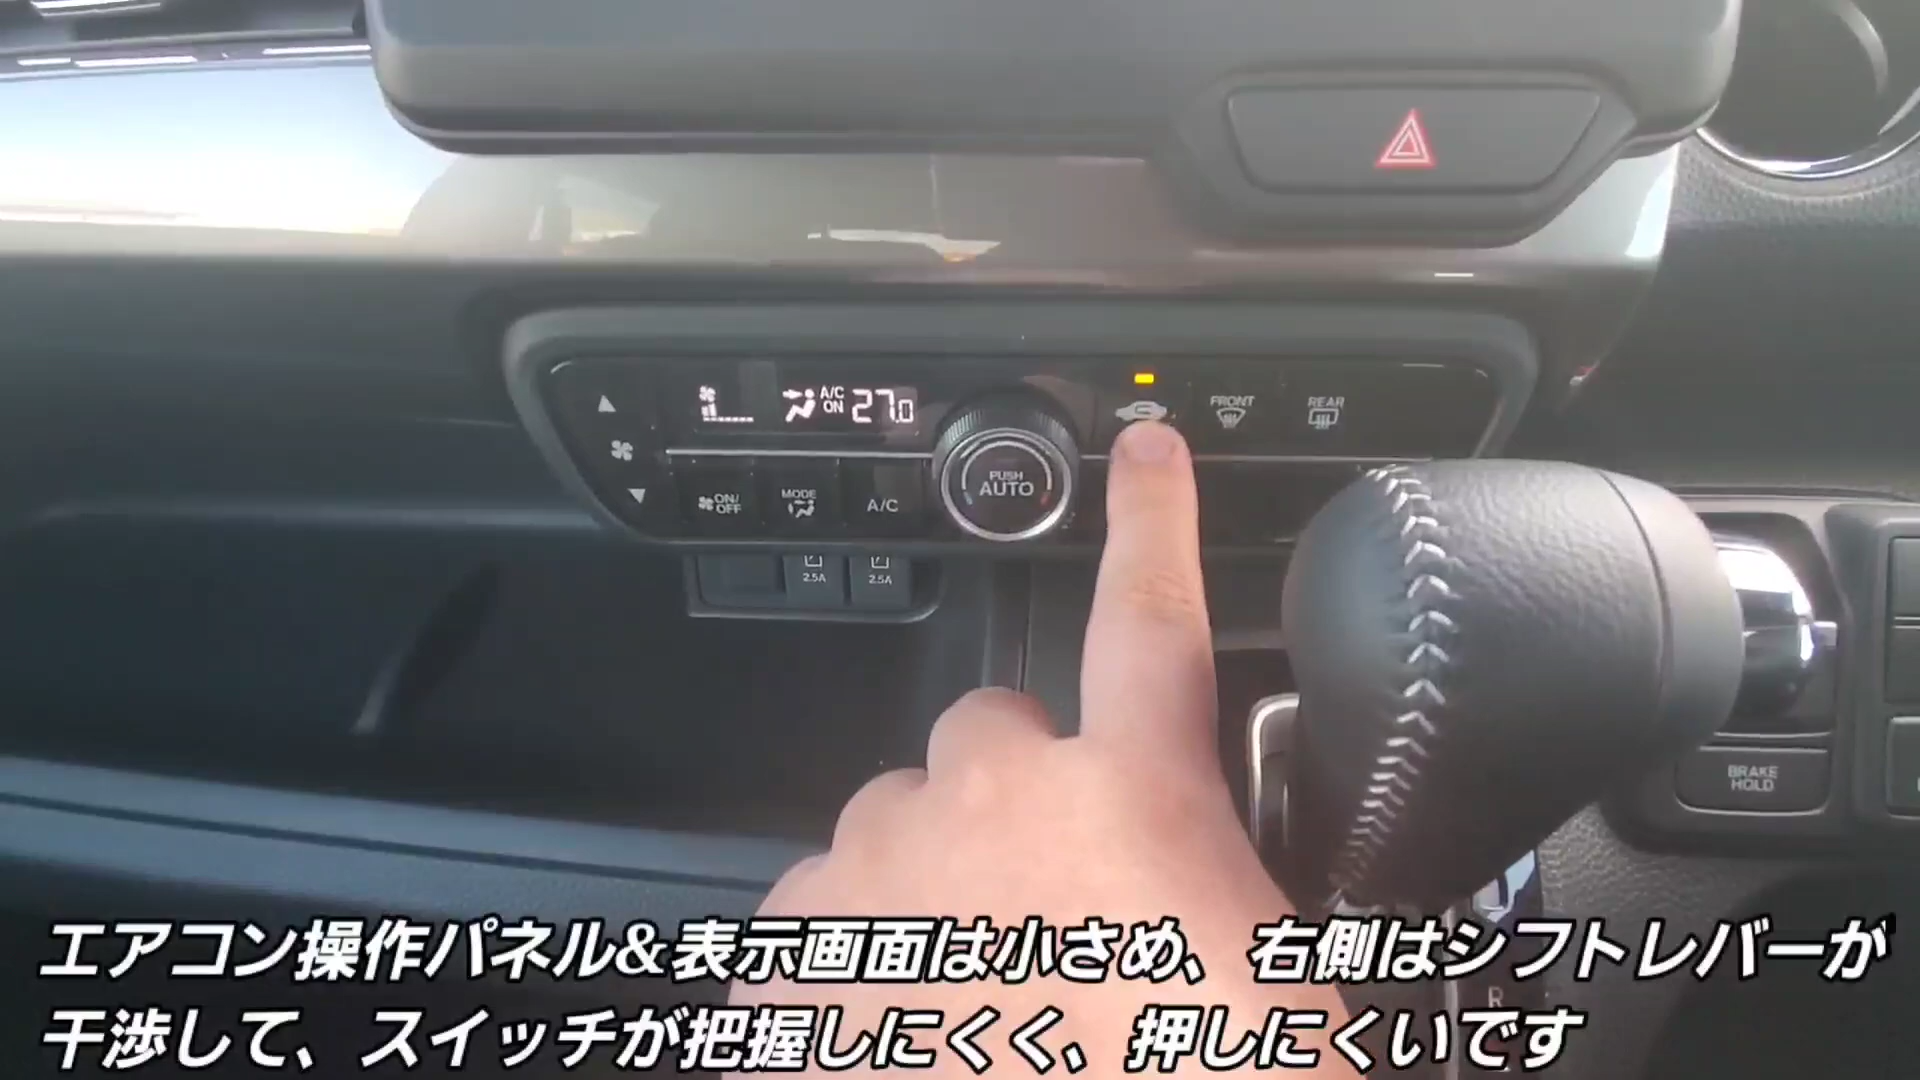 A/C
ON
27.0
FRONT
REAR
PUSH
AUTO
ON/
OFF
MODE
A/C
2.5A
2.5A
BRAKE
HOLD
R
エアコン操作パネル&表示画面は小さめ、右側はシフトレバーが
干渉して、スイッチが把握しにくく、押しにくいです